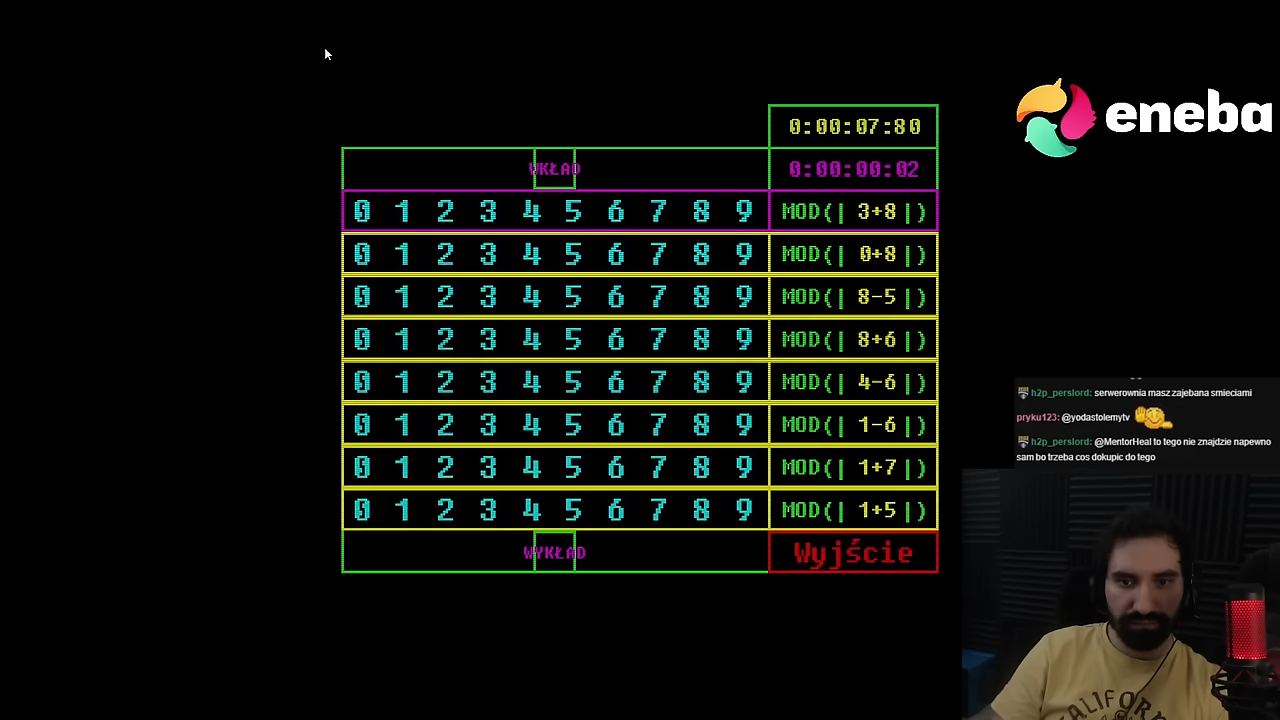 eneba
0:00:07:80
WKŁAD
0:00:00:02
0 1 2 3 4 5 6 7 8 9 MOD(| 3+8 |)
0 1 2 3 4 5 6 7 8 9 MOD(| 0+8 |)
0 1 2 3 4 5 6 7 8 9 MOD(| 8-5 |)
0 1 2 3 4 5 6 7 8 9 MOD(| 8+6 |)
0 1 2 3 4 5 6 7 8 9 MOD(| 4-6 |)
0 1 2 3 4 5 6 7 8 9 MOD(| 1-6 |)
0 1 2 3 4 5 6 7 8 9 MOD(| 1+7 |)
0 1 2 3 4 5 6 7 8 9 MOD(| 1+5 |)
WYKŁAD
Wyjście
h2p_perslord: serwerownia masz zajebana smieciami
pryku123: @yodastolemytv
h2p_perslord: @MentorHeal to tego nie znajdzie napewno
sam bo trzeba cos dokupic do tego